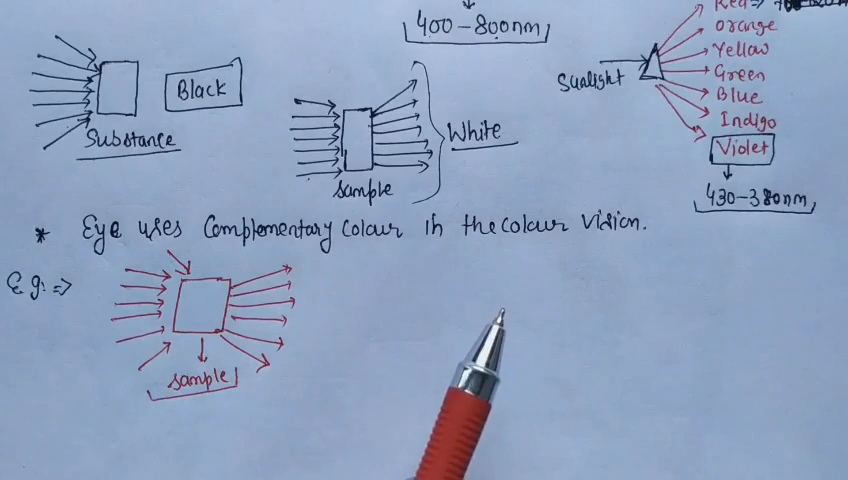 400-800nm
Red=>
Orange
Yellow
Green
Blue
Indigo
Violet
430-380nm
Sunlight
Black
Substance
White
Sample
* Eye uses Complementary Colour in the colour Vision.
E.g:=>
Sample